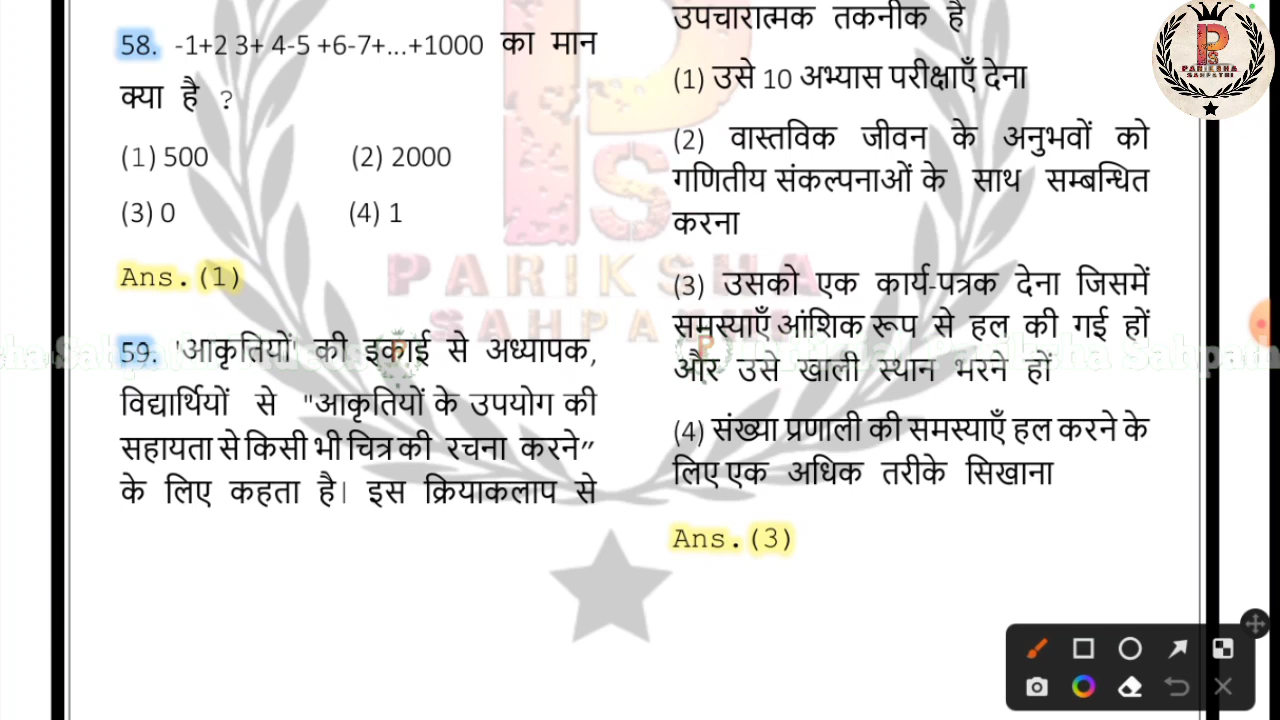 58. -1+2 3+ 4-5 +6-7+...+1000 का मान
क्या है ?
(1) 500 (2) 2000
(3) 0 (4) 1
Ans.(1)
59. 'आकृतियों' की इकाई से अध्यापक,
विद्यार्थियों से "आकृतियों के उपयोग की
सहायता से किसी भी चित्र की रचना करने”
के लिए कहता है। इस क्रियाकलाप से
उपचारात्मक तकनीक है
(1) उसे 10 अभ्यास परीक्षाएँ देना
(2) वास्तविक जीवन के अनुभवों को
गणितीय संकल्पनाओं के साथ सम्बन्धित
करना
(3) उसको एक कार्य-पत्रक देना जिसमें
समस्याएँ आंशिक रूप से हल की गई हों
और उसे खाली स्थान भरने हों
(4) संख्या प्रणाली की समस्याएँ हल करने के
लिए एक अधिक तरीके सिखाना
Ans.(3)
PARIKSHA
SAHPATHI
PARIKSHA
SAHPATHI